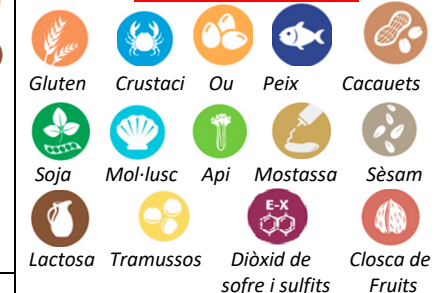 Gluten Crustaci Ou Peix Cacauets
Soja Mol·lusc Api Mostassa Sèsam
E-X
Lactosa Tramussos Diòxid de Closca de
sofre i sulfits Fruits